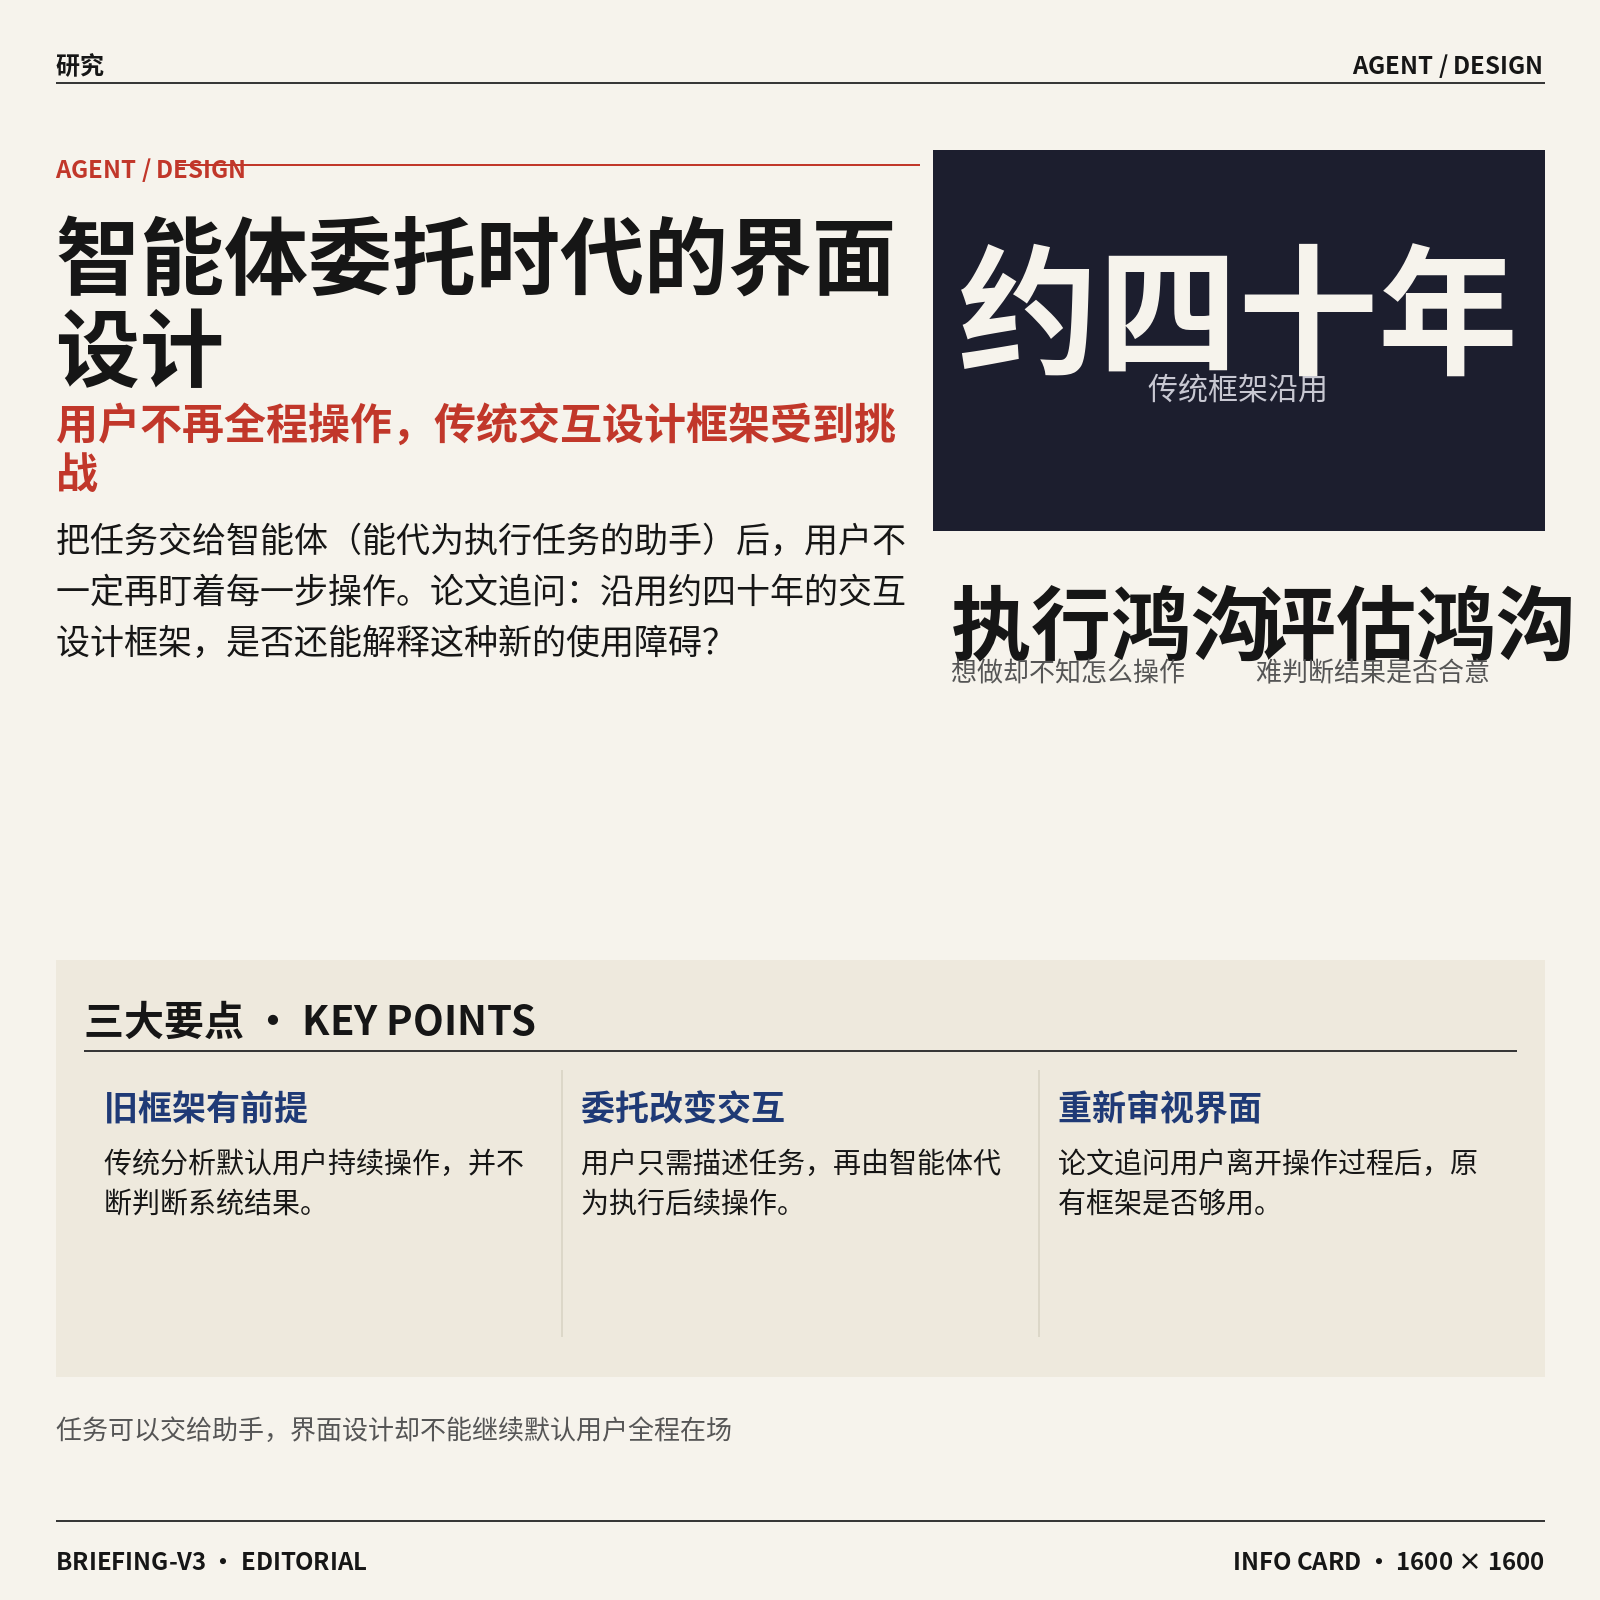 研究
AGENT / DESIGN
AGENT / DESIGN
智能体委托时代的界面
设计
用户不再全程操作，传统交互设计框架受到挑
战
把任务交给智能体（能代为执行任务的助手）后，用户不
一定再盯着每一步操作。论文追问：沿用约四十年的交互
设计框架，是否还能解释这种新的使用障碍？
约四十年
传统框架沿用
执行鸿沟
想做却不知怎么操作
评估鸿沟
难判断结果是否合意
三大要点 · KEY POINTS
旧框架有前提
传统分析默认用户持续操作，并不
断判断系统结果。
委托改变交互
用户只需描述任务，再由智能体代
为执行后续操作。
重新审视界面
论文追问用户离开操作过程后，原
有框架是否够用。
任务可以交给助手，界面设计却不能继续默认用户全程在场
BRIEFING-V3 · EDITORIAL
INFO CARD · 1600 × 1600